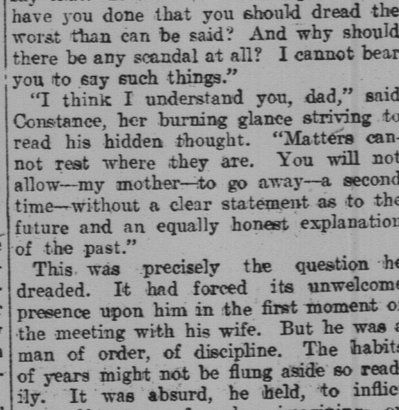 have you done that you should dread the
worst than can be said? And why should
there be any scandal at all? I cannot bear
you to say such things."
"I think I understand you, dad," said
Constance, her burning glance striving to
read his hidden thought. "Matters can-
not rest where they are. You will not
allow—my mother—to go away—a second
time—without a clear statement as to the
future and an equally honest explanation
of the past."
This was precisely the question he
dreaded. It had forced its unwelcome
presence upon him in the first moment of
the meeting with his wife. But he was a
man of order, of discipline. The habits
of years might not be flung aside so read-
ily. It was absurd, he held, to inflic